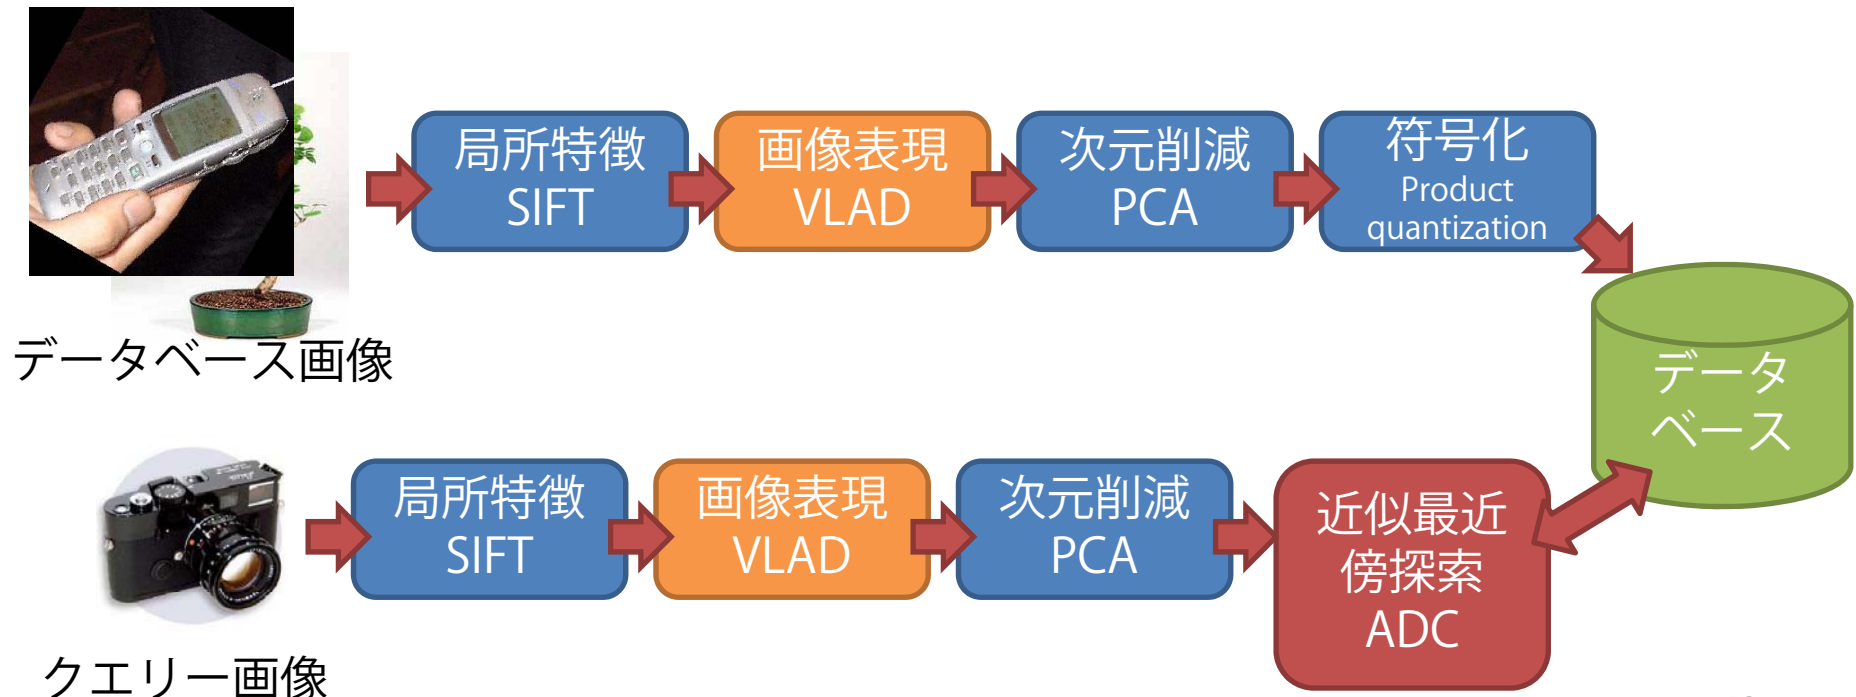 局所特徴
SIFT
画像表現
VLAD
次元削減
PCA
符号化
Product
quantization
データベース画像
データ
ベース
局所特徴
SIFT
画像表現
VLAD
次元削減
PCA
近似最近
傍探索
ADC
クエリー画像